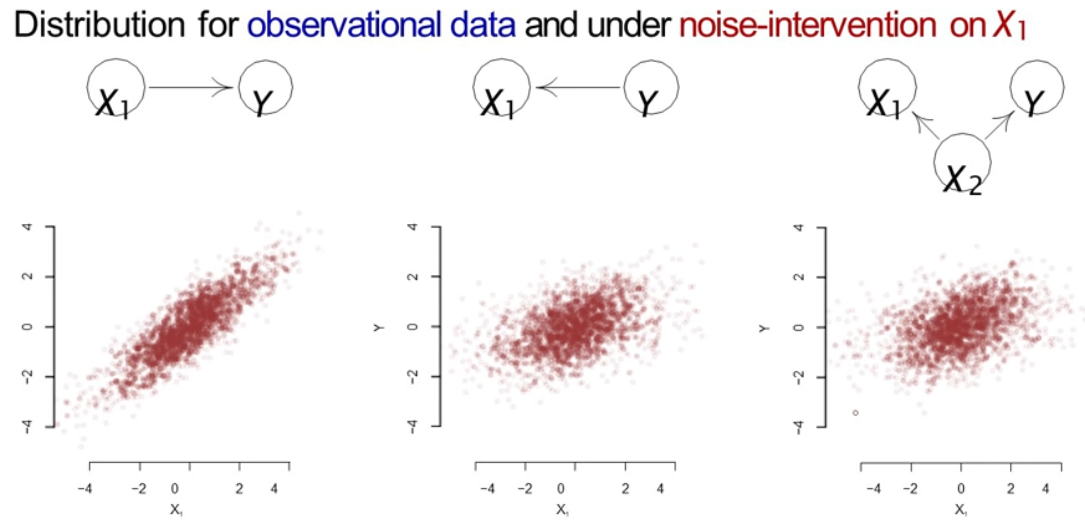 Distribution for observational data and under noise-intervention on X₁
X₁ Y X₁ Y X₁ Y
X₂
4 4 4
2 2 2
Y 0 Y 0
0
-2 -2 -2
-4 -4 -4
-4 -2 0 2 4 -4 -2 0 2 4 -4 -2 0 2 4
X₁ X₁ X₁